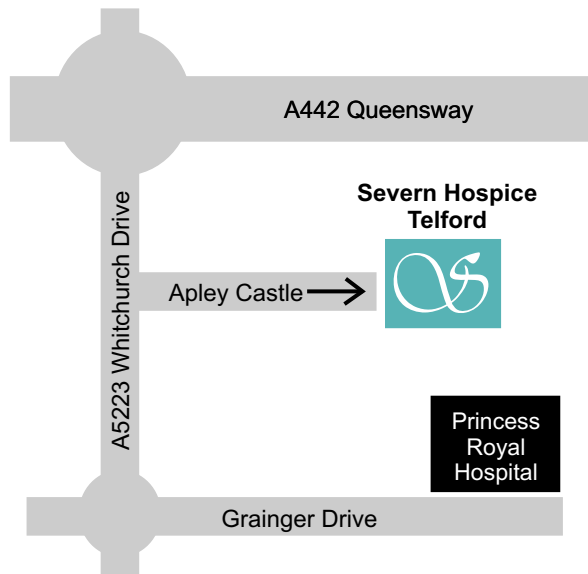 A442 Queensway
Severn Hospice
Telford
A5223 Whitchurch Drive
Apley Castle
Princess
Royal
Hospital
Grainger Drive